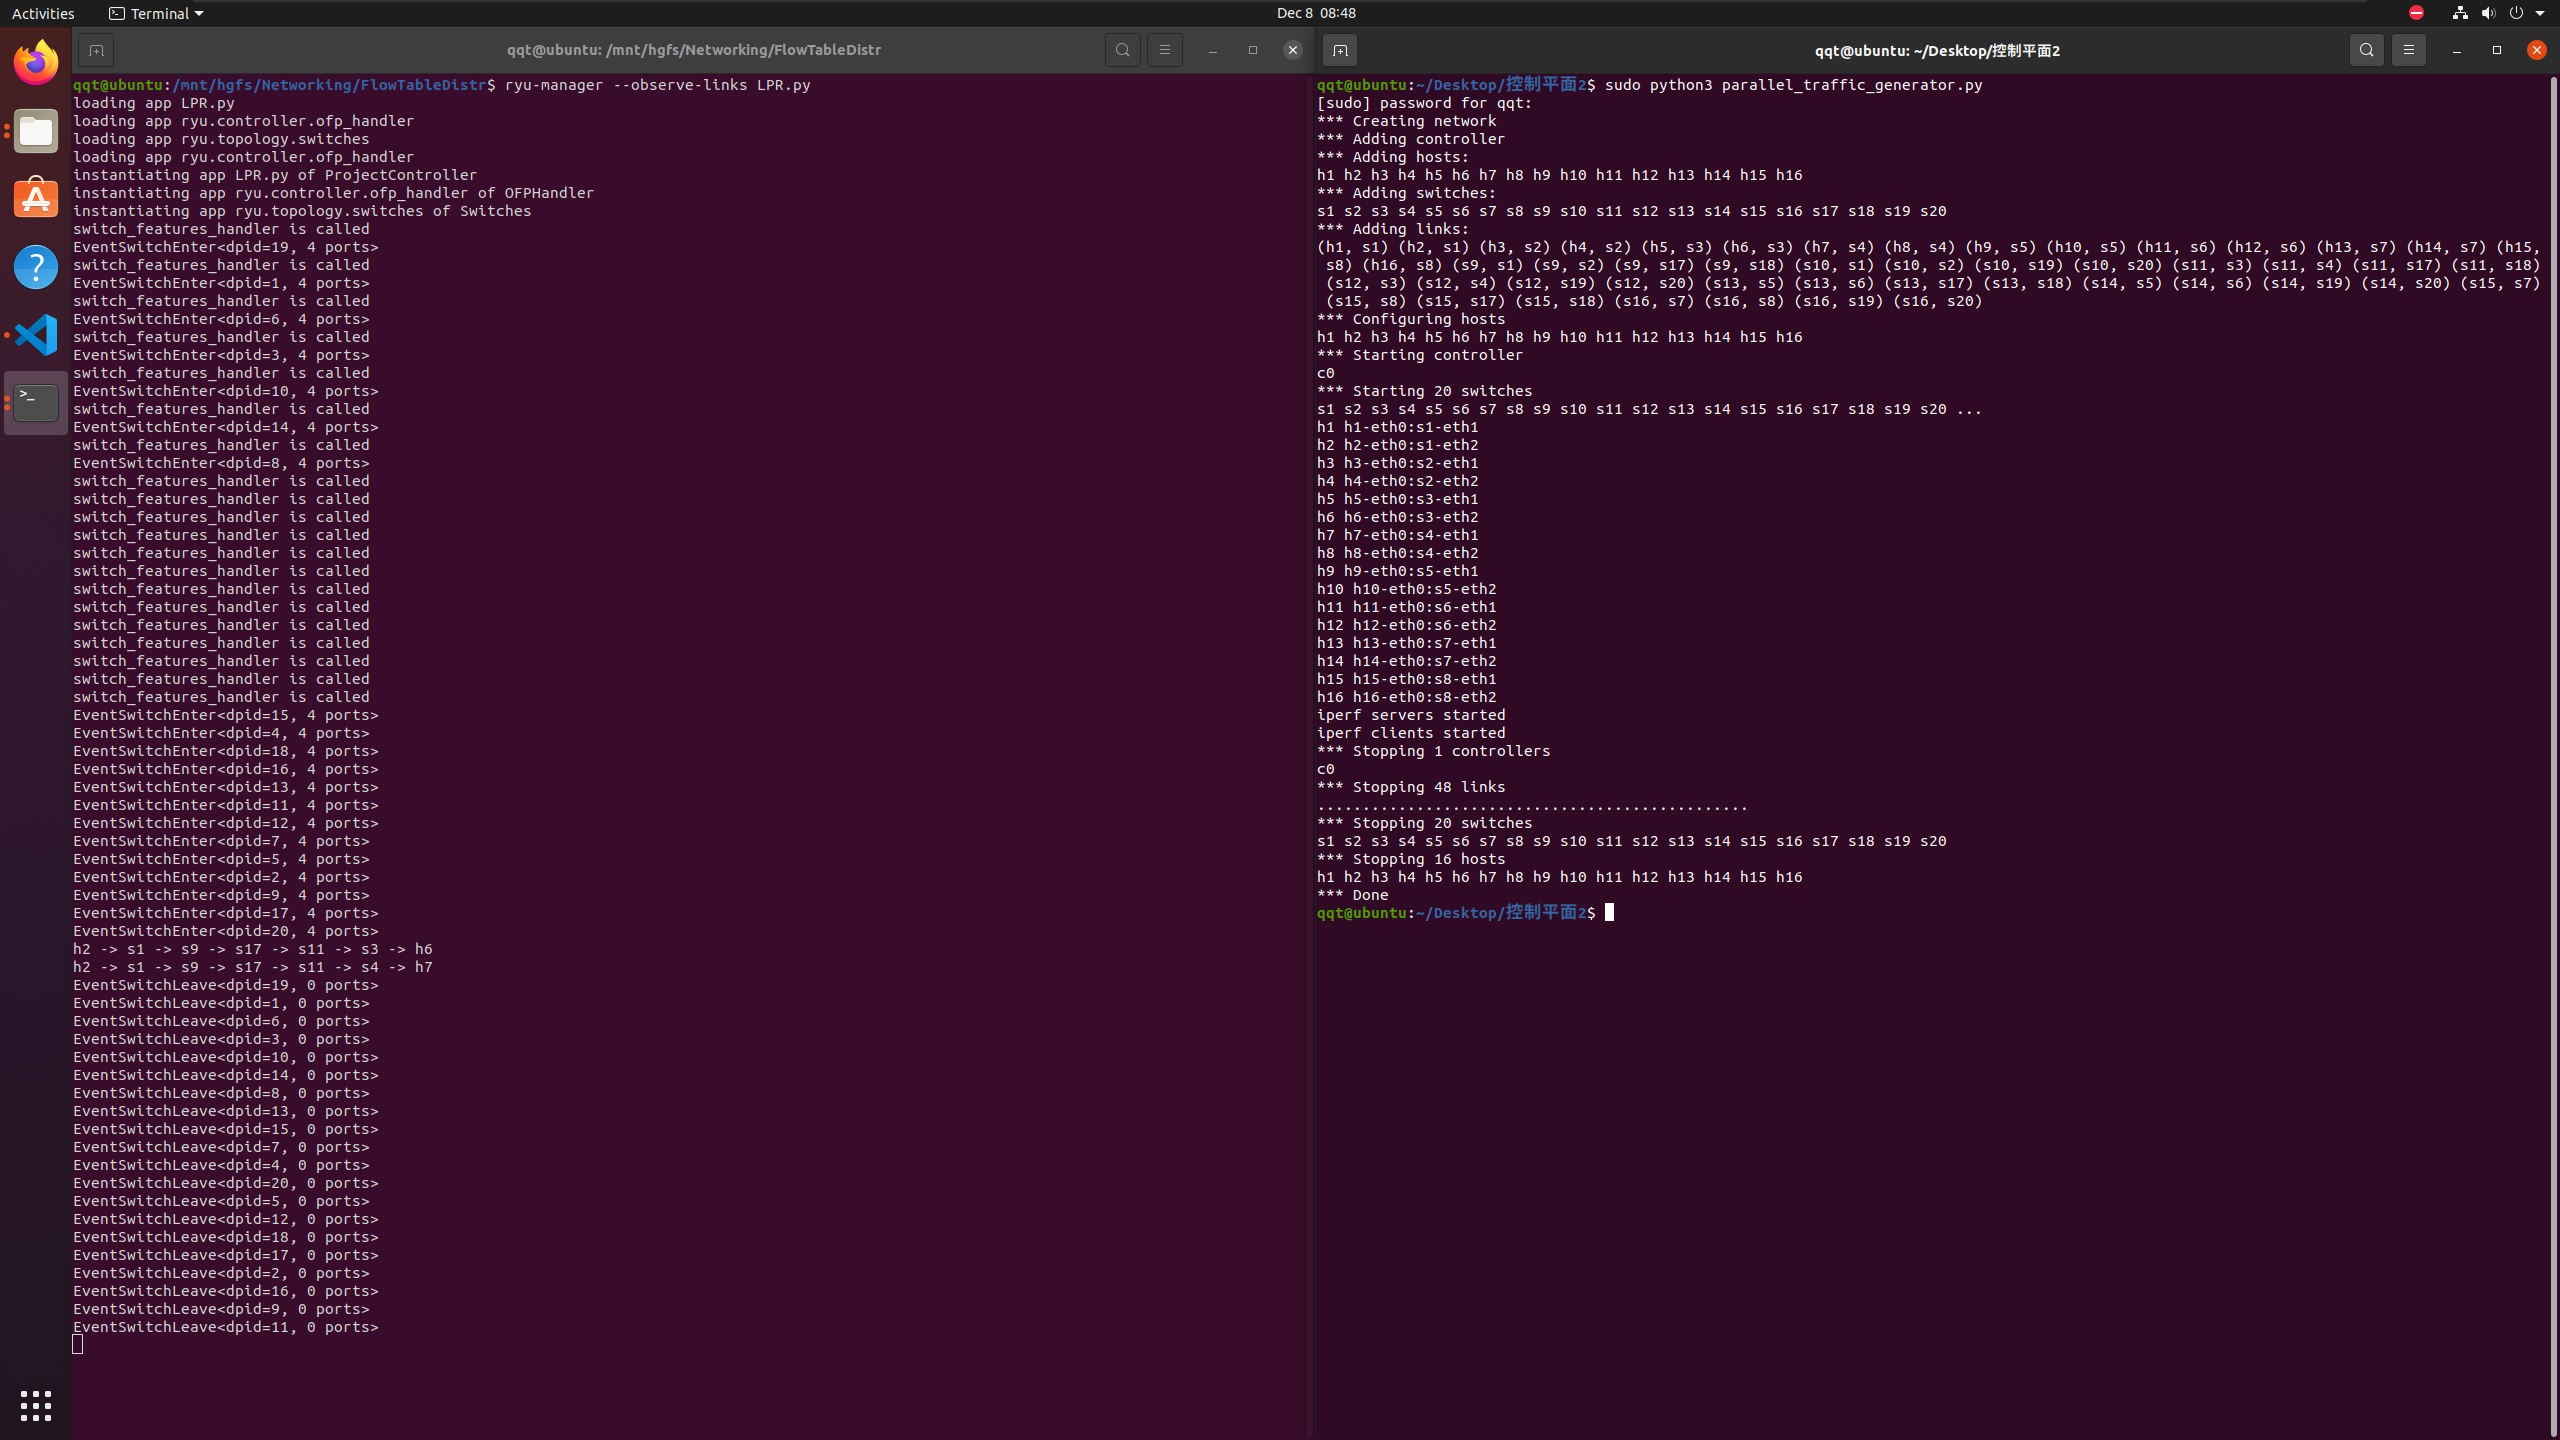 Activities
Terminal
Dec 8 08:48
qqt@ubuntu: /mnt/hgfs/Networking/FlowTableDistr
qqt@ubuntu:/mnt/hgfs/Networking/FlowTableDistr$ ryu-manager --observe-links LPR.py
loading app LPR.py
loading app ryu.controller.ofp_handler
loading app ryu.topology.switches
loading app ryu.controller.ofp_handler
instantiating app LPR.py of ProjectController
instantiating app ryu.controller.ofp_handler of OFPHandler
instantiating app ryu.topology.switches of Switches
switch_features_handler is called
EventSwitchEnter<dpid=19, 4 ports>
switch_features_handler is called
EventSwitchEnter<dpid=1, 4 ports>
switch_features_handler is called
EventSwitchEnter<dpid=6, 4 ports>
switch_features_handler is called
EventSwitchEnter<dpid=3, 4 ports>
switch_features_handler is called
EventSwitchEnter<dpid=10, 4 ports>
switch_features_handler is called
EventSwitchEnter<dpid=14, 4 ports>
switch_features_handler is called
EventSwitchEnter<dpid=8, 4 ports>
switch_features_handler is called
switch_features_handler is called
switch_features_handler is called
switch_features_handler is called
switch_features_handler is called
switch_features_handler is called
switch_features_handler is called
switch_features_handler is called
switch_features_handler is called
switch_features_handler is called
switch_features_handler is called
switch_features_handler is called
switch_features_handler is called
EventSwitchEnter<dpid=15, 4 ports>
EventSwitchEnter<dpid=4, 4 ports>
EventSwitchEnter<dpid=18, 4 ports>
EventSwitchEnter<dpid=16, 4 ports>
EventSwitchEnter<dpid=13, 4 ports>
EventSwitchEnter<dpid=11, 4 ports>
EventSwitchEnter<dpid=12, 4 ports>
EventSwitchEnter<dpid=7, 4 ports>
EventSwitchEnter<dpid=5, 4 ports>
EventSwitchEnter<dpid=2, 4 ports>
EventSwitchEnter<dpid=9, 4 ports>
EventSwitchEnter<dpid=17, 4 ports>
EventSwitchEnter<dpid=20, 4 ports>
h2 -> s1 -> s9 -> s17 -> s11 -> s3 -> h6
h2 -> s1 -> s9 -> s17 -> s11 -> s4 -> h7
EventSwitchLeave<dpid=19, 0 ports>
EventSwitchLeave<dpid=1, 0 ports>
EventSwitchLeave<dpid=6, 0 ports>
EventSwitchLeave<dpid=3, 0 ports>
EventSwitchLeave<dpid=10, 0 ports>
EventSwitchLeave<dpid=14, 0 ports>
EventSwitchLeave<dpid=8, 0 ports>
EventSwitchLeave<dpid=13, 0 ports>
EventSwitchLeave<dpid=15, 0 ports>
EventSwitchLeave<dpid=7, 0 ports>
EventSwitchLeave<dpid=4, 0 ports>
EventSwitchLeave<dpid=20, 0 ports>
EventSwitchLeave<dpid=5, 0 ports>
EventSwitchLeave<dpid=12, 0 ports>
EventSwitchLeave<dpid=18, 0 ports>
EventSwitchLeave<dpid=17, 0 ports>
EventSwitchLeave<dpid=2, 0 ports>
EventSwitchLeave<dpid=16, 0 ports>
EventSwitchLeave<dpid=9, 0 ports>
EventSwitchLeave<dpid=11, 0 ports>
qqt@ubuntu: ~/Desktop/控制平面2
qqt@ubuntu:~/Desktop/控制平面2$ sudo python3 parallel_traffic_generator.py
[sudo] password for qqt:
*** Creating network
*** Adding controller
*** Adding hosts:
h1 h2 h3 h4 h5 h6 h7 h8 h9 h10 h11 h12 h13 h14 h15 h16
*** Adding switches:
s1 s2 s3 s4 s5 s6 s7 s8 s9 s10 s11 s12 s13 s14 s15 s16 s17 s18 s19 s20
*** Adding links:
(h1, s1) (h2, s1) (h3, s2) (h4, s2) (h5, s3) (h6, s3) (h7, s4) (h8, s4) (h9, s5) (h10, s5) (h11, s6) (h12, s6) (h13, s7) (h14, s7) (h15,
s8) (h16, s8) (s9, s1) (s9, s2) (s9, s17) (s9, s18) (s10, s1) (s10, s2) (s10, s19) (s10, s20) (s11, s3) (s11, s4) (s11, s17) (s11, s18)
(s12, s3) (s12, s4) (s12, s19) (s12, s20) (s13, s5) (s13, s6) (s13, s17) (s13, s18) (s14, s5) (s14, s6) (s14, s19) (s14, s20) (s15, s7)
(s15, s8) (s15, s17) (s15, s18) (s16, s7) (s16, s8) (s16, s19) (s16, s20)
*** Configuring hosts
h1 h2 h3 h4 h5 h6 h7 h8 h9 h10 h11 h12 h13 h14 h15 h16
*** Starting controller
c0
*** Starting 20 switches
s1 s2 s3 s4 s5 s6 s7 s8 s9 s10 s11 s12 s13 s14 s15 s16 s17 s18 s19 s20 ...
h1 h1-eth0:s1-eth1
h2 h2-eth0:s1-eth2
h3 h3-eth0:s2-eth1
h4 h4-eth0:s2-eth2
h5 h5-eth0:s3-eth1
h6 h6-eth0:s3-eth2
h7 h7-eth0:s4-eth1
h8 h8-eth0:s4-eth2
h9 h9-eth0:s5-eth1
h10 h10-eth0:s5-eth2
h11 h11-eth0:s6-eth1
h12 h12-eth0:s6-eth2
h13 h13-eth0:s7-eth1
h14 h14-eth0:s7-eth2
h15 h15-eth0:s8-eth1
h16 h16-eth0:s8-eth2
iperf servers started
iperf clients started
*** Stopping 1 controllers
c0
*** Stopping 48 links
................................................
*** Stopping 20 switches
s1 s2 s3 s4 s5 s6 s7 s8 s9 s10 s11 s12 s13 s14 s15 s16 s17 s18 s19 s20
*** Stopping 16 hosts
h1 h2 h3 h4 h5 h6 h7 h8 h9 h10 h11 h12 h13 h14 h15 h16
*** Done
qqt@ubuntu:~/Desktop/控制平面2$